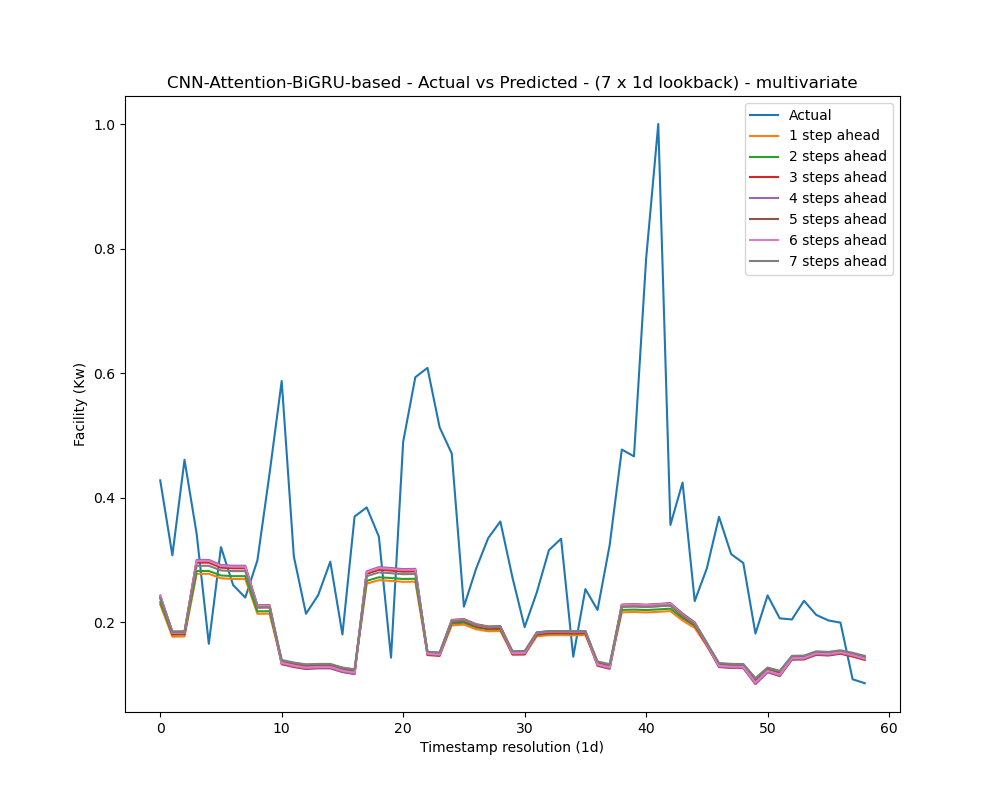 CNN-Attention-BiGRU-based - Actual vs Predicted - (7 x 1d lookback) - multivariate
Actual
1 step ahead
2 steps ahead
3 steps ahead
4 steps ahead
5 steps ahead
6 steps ahead
7 steps ahead
1.0
0.8
0.6
0.4
0.2
Facility (Kw)
0 10 20 30 40 50 60
Timestamp resolution (1d)